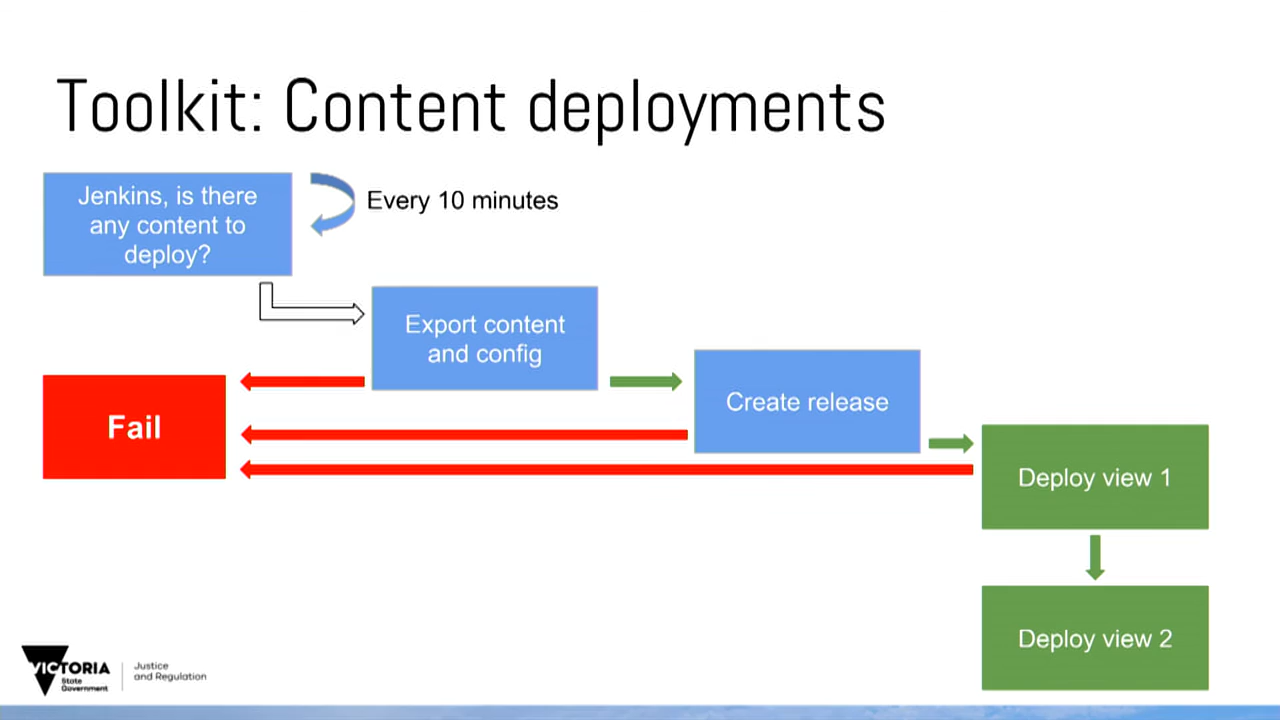 Toolkit: Content deployments
Jenkins, is there
any content to
deploy?
Every 10 minutes
Export content
and config
Create release
Fail
Deploy view 1
Deploy view 2
VICTORIA
State
Government
Justice
and Regulation